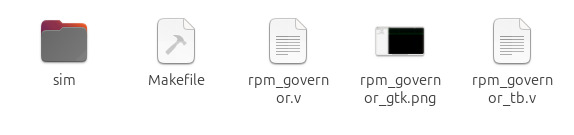 sim
Makefile
rpm_govern
or.v
rpm_govern
or_gtk.png
rpm_govern
or_tb.v